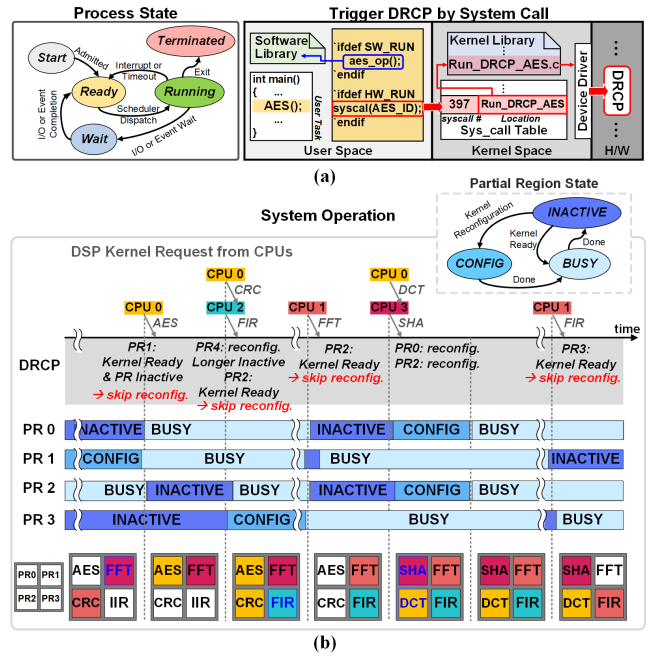 Process State
Trigger DRCP by System Call
Start
Admitted
Terminated
Interrupt or
Timeout
Exit
Ready
Running
Scheduler
Dispatch
I/O or Event
Completion
I/O or Event Wait
Wait
Software
Library
int main()
{ ...
AES();
...
}
User Task
`ifdef SW_RUN
aes_op();
`endif
`ifdef HW_RUN
syscal(AES_ID);
`endif
User Space
Kernel Library
⋮
Run_DRCP_AES.c
⋮
397 Run_DRCP_AES
syscall # Location
Sys_call Table
Kernel Space
Device Driver
...
DRCP
...
H/W
(a)
System Operation
Partial Region State
Kernel
Reconfiguration
INACTIVE
Kernel
Ready
Done
CONFIG
BUSY
Done
DSP Kernel Request from CPUs
CPU 0 CPU 0
CRC DCT
CPU 0 CPU 2 CPU 1 CPU 3 CPU 1
AES FIR FFT SHA FIR
time
DRCP
PR1:
Kernel Ready
& PR Inactive
→ skip reconfig.
PR4: reconfig.
Longer Inactive
PR2:
Kernel Ready
→ skip reconfig.
PR2:
Kernel Ready
→ skip reconfig.
PR0: reconfig.
PR2: reconfig.
PR3:
Kernel Ready
→ skip reconfig.
PR 0 INACTIVE BUSY INACTIVE CONFIG BUSY
PR 1 CONFIG BUSY BUSY INACTIVE
PR 2 BUSY INACTIVE BUSY INACTIVE CONFIG BUSY
PR 3 INACTIVE CONFIG BUSY BUSY
PR0 PR1
PR2 PR3
AES FFT
CRC IIR
AES FFT
CRC IIR
AES FFT
CRC FIR
AES FFT
CRC FIR
SHA FFT
DCT FIR
SHA FFT
DCT FIR
SHA FFT
DCT FIR
(b)